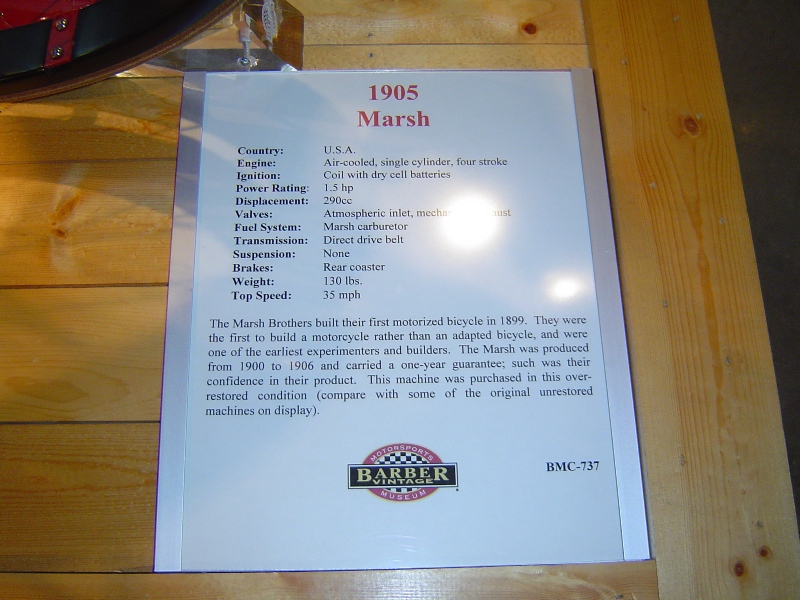 1905
Marsh
Country: U.S.A.
Engine: Air-cooled, single cylinder, four stroke
Ignition: Coil with dry cell batteries
Power Rating: 1.5 hp
Displacement: 290cc
Valves: Atmospheric inlet,
Fuel System: Marsh carburetor
Transmission: Direct drive belt
Suspension: None
Brakes: Rear coaster
Weight: 130 lbs.
Top Speed: 35 mph
The Marsh Brothers built their first motorized bicycle in 1899. They were
the first to build a motorcycle rather than an adapted bicycle, and were
one of the earliest experimenters and builders. The Marsh was produced
from 1900 to 1906 and carried a one-year guarantee; such was their
confidence in their product. This machine was purchased in this over-
restored condition (compare with some of the original unrestored
machines on display).
MOTORSPORTS
BARBER
VINTAGE
MUSEUM
BMC-737